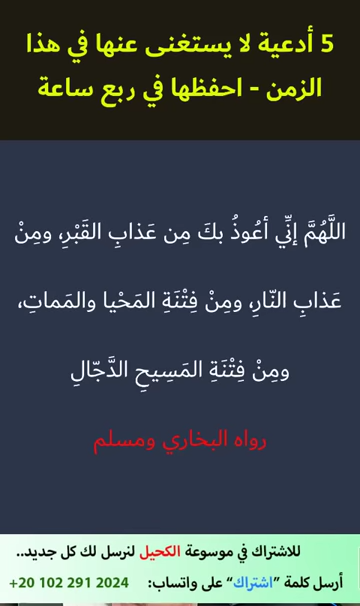 5 أدعية لا يستغنى عنها في هذا
الزمن - احفظها في ربع ساعة
اللَّهُمَّ إنِّي أعُوذُ بكَ مِن عَذابِ القَبْرِ، ومِنْ
عَذابِ النّارِ، ومِنْ فِتْنَةِ المَحْيا والمَماتِ،
ومِنْ فِتْنَةِ المَسِيحِ الدَّجّالِ
رواه البخاري ومسلم
للاشتراك في موسوعة الكحيل لنرسل لك كل جديد..
أرسل كلمة "اشتراك" على واتساب: +20 102 291 2024